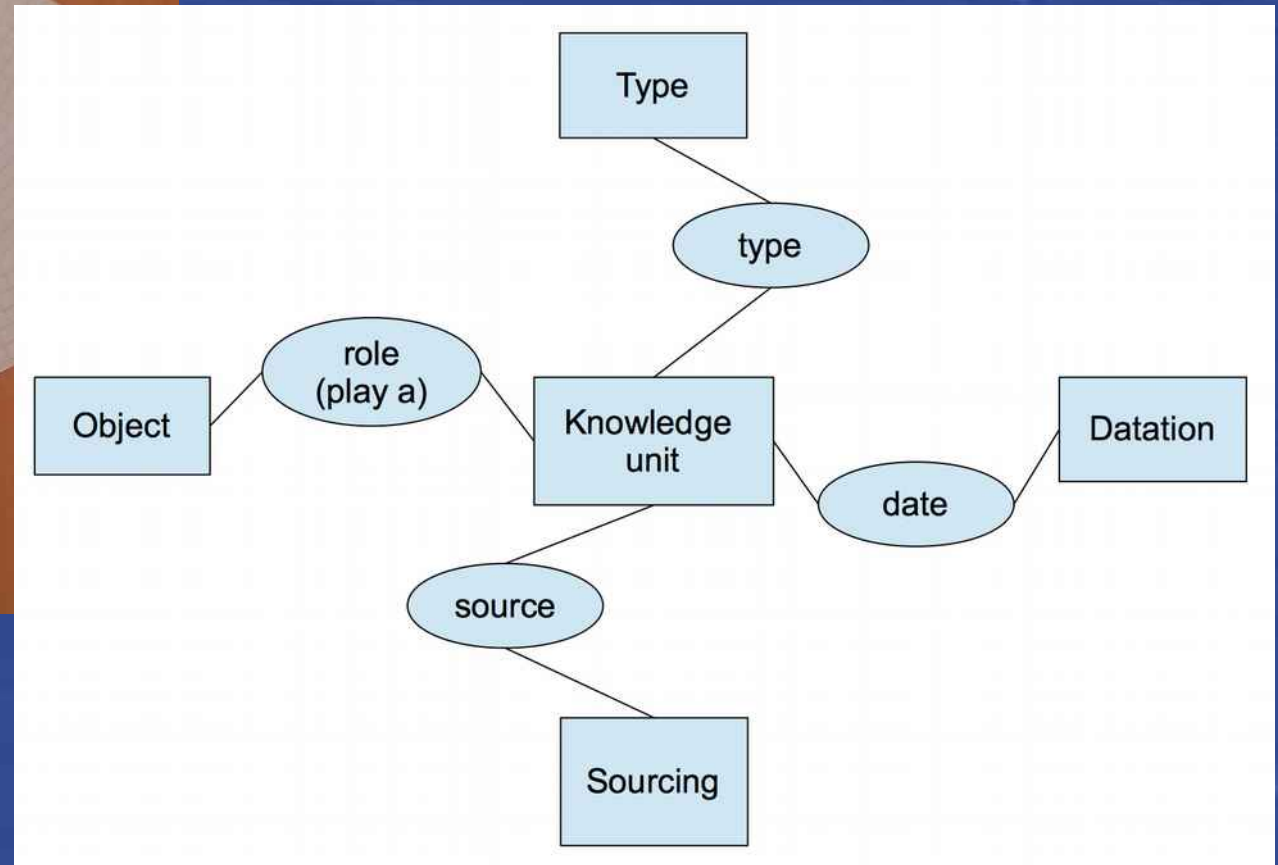 Type
type
role
(play a)
Object
Knowledge
unit
Datation
date
source
Sourcing